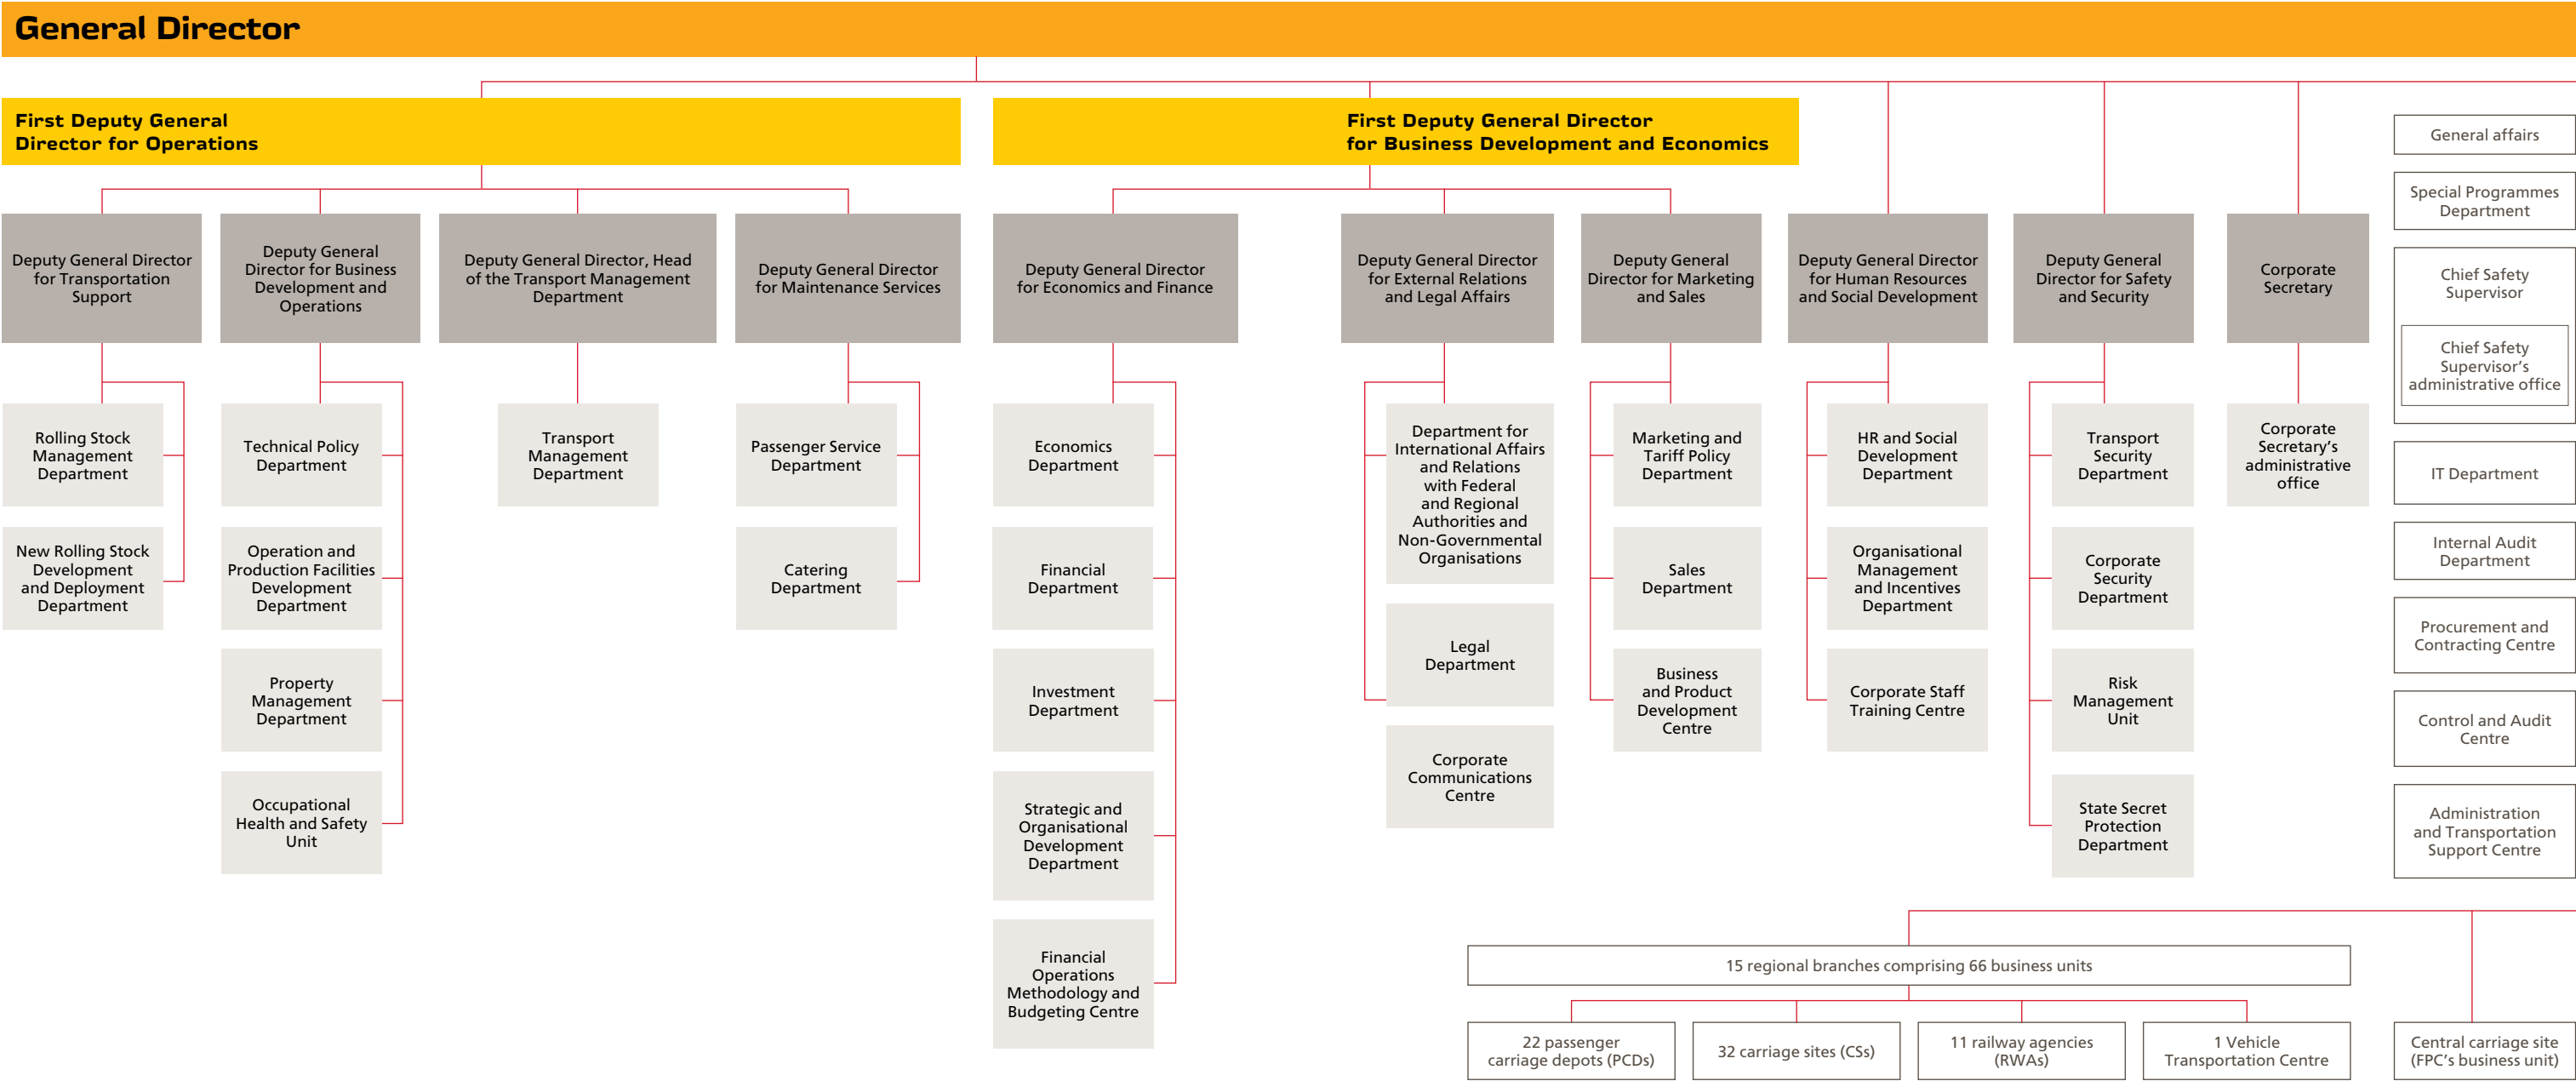 General Director
First Deputy General
Director for Operations
First Deputy General Director
for Business Development and Economics
Deputy General Director
for Transportation
Support
Deputy General
Director for Business
Development and
Operations
Deputy General Director, Head
of the Transport Management
Department
Deputy General Director
for Maintenance Services
Deputy General Director
for Economics and Finance
Deputy General Director
for External Relations
and Legal Affairs
Deputy General
Director for Marketing
and Sales
Deputy General Director
for Human Resources
and Social Development
Deputy General
Director for Safety
and Security
Corporate
Secretary
Rolling Stock
Management
Department
New Rolling Stock
Development
and Deployment
Department
Technical Policy
Department
Operation and
Production Facilities
Development
Department
Property
Management
Department
Occupational
Health and Safety
Unit
Transport
Management
Department
Passenger Service
Department
Catering
Department
Economics
Department
Financial
Department
Investment
Department
Strategic and
Organisational
Development
Department
Financial
Operations
Methodology and
Budgeting Centre
Department for
International Affairs
and Relations
with Federal
and Regional
Authorities and
Non-Governmental
Organisations
Legal
Department
Corporate
Communications
Centre
Marketing and
Tariff Policy
Department
Sales
Department
Business
and Product
Development
Centre
HR and Social
Development
Department
Organisational
Management
and Incentives
Department
Corporate Staff
Training Centre
Transport
Security
Department
Corporate
Security
Department
Risk
Management
Unit
State Secret
Protection
Department
Corporate
Secretary’s
administrative
office
General affairs
Special Programmes
Department
Chief Safety
Supervisor
Chief Safety
Supervisor’s
administrative office
IT Department
Internal Audit
Department
Procurement and
Contracting Centre
Control and Audit
Centre
Administration
and Transportation
Support Centre
15 regional branches comprising 66 business units
22 passenger
carriage depots (PCDs)
32 carriage sites (CSs)
11 railway agencies
(RWAs)
1 Vehicle
Transportation Centre
Central carriage site
(FPC’s business unit)